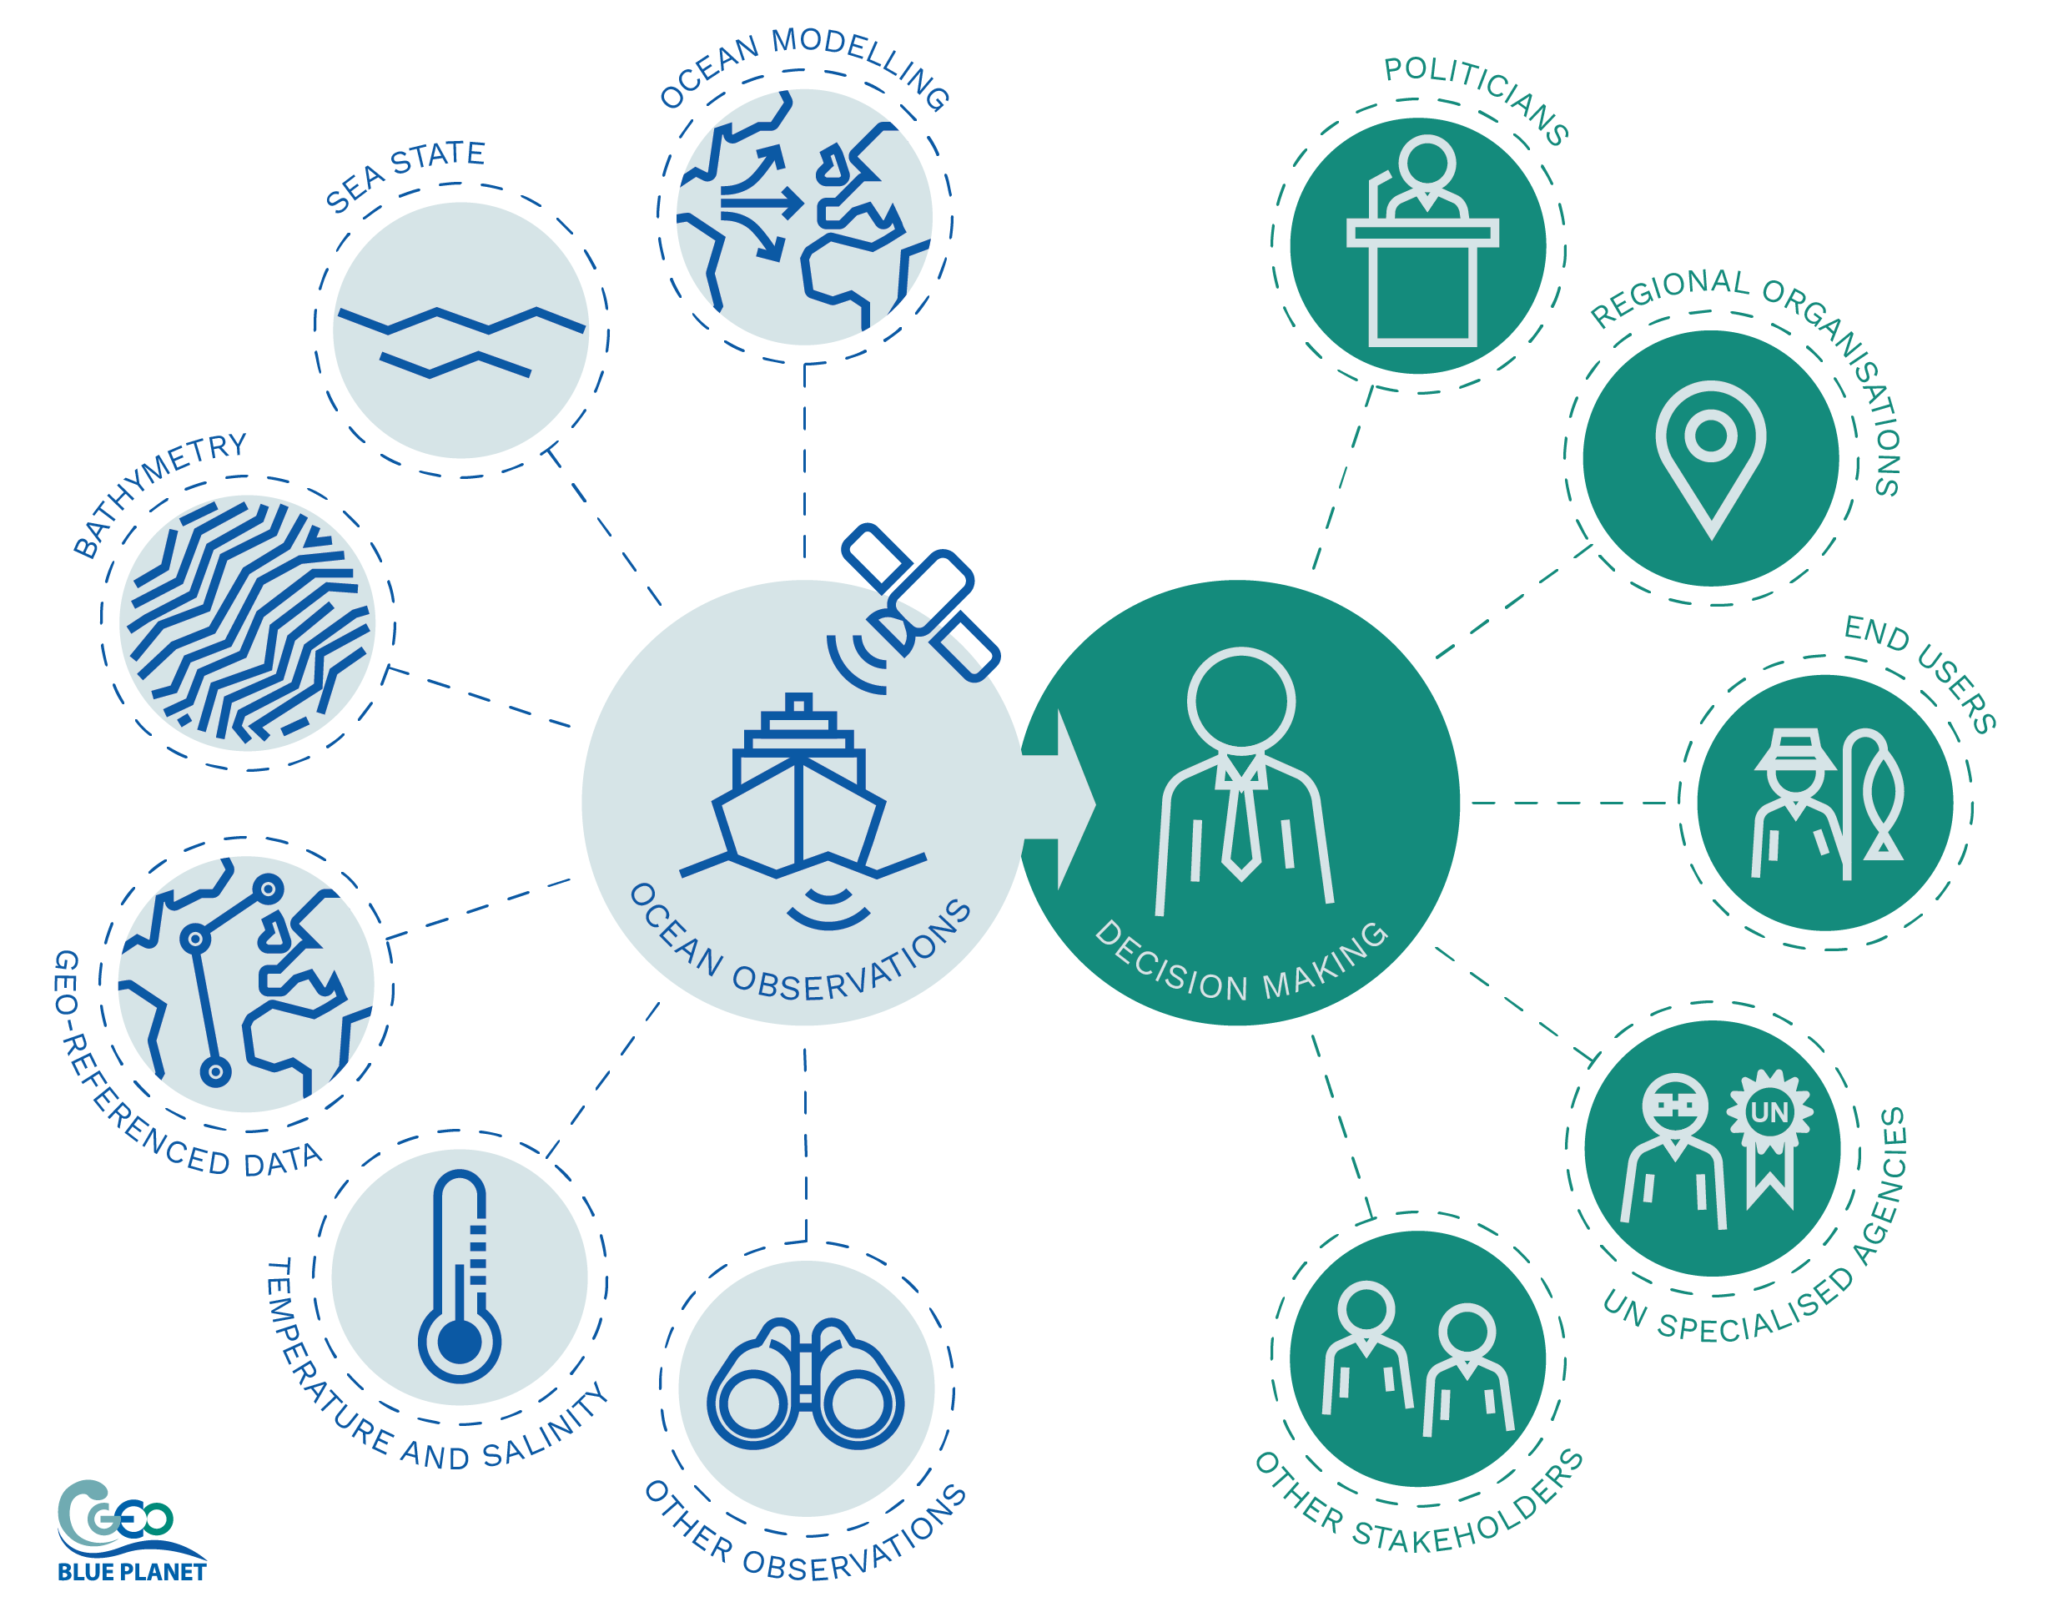 OCEAN MODELLING
SEA STATE
BATHYMETRY
GEO-REFERENCED DATA
TEMPERATURE AND SALINITY
OTHER OBSERVATIONS
OCEAN OBSERVATIONS
DECISION MAKING
POLITICIANS
REGIONAL ORGANISATIONS
END USERS
UN
UN SPECIALISED AGENCIES
OTHER STAKEHOLDERS
GEO
BLUE PLANET